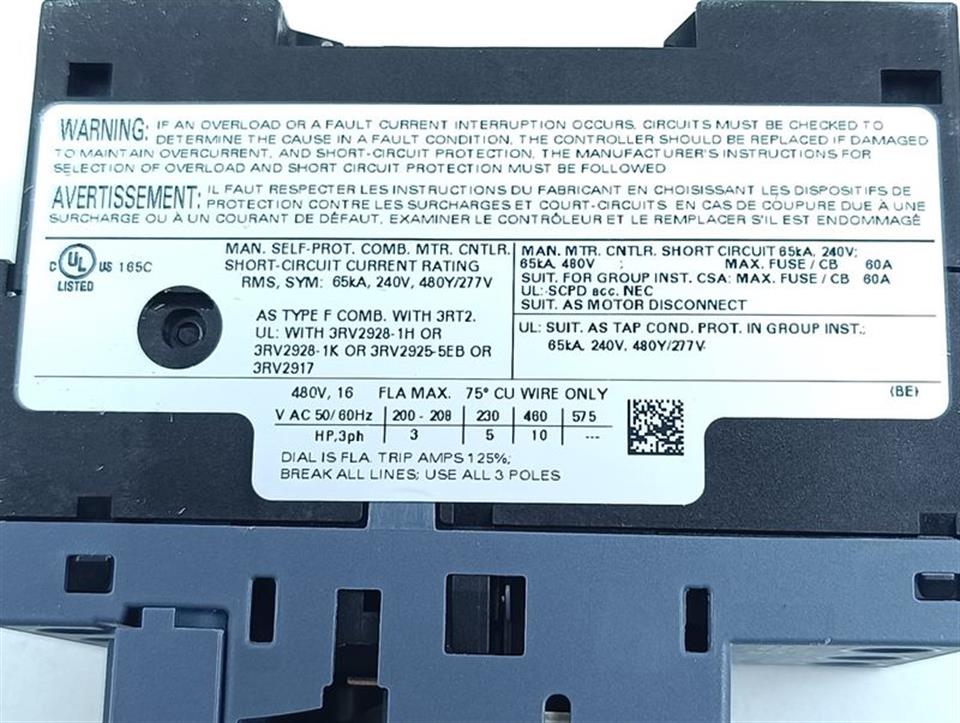 WARNING: IF AN OVERLOAD OR A FAULT CURRENT INTERRUPTION OCCURS, CIRCUITS MUST BE CHECKED TO
DETERMINE THE CAUSE IN A FAULT CONDITION. THE CONTROLLER SHOULD BE REPLACED IF DAMAGED
TO MAINTAIN OVERCURRENT, AND SHORT-CIRCUIT PROTECTION, THE MANUFACTURER'S INSTRUCTIONS FOR
SELECTION OF OVERLOAD AND SHORT CIRCUIT PROTECTION MUST BE FOLLOWED
AVERTISSEMENT: IL FAUT RESPECTER LES INSTRUCTIONS DU FABRICANT EN CHOISISSANT LES DISPOSITIFS DE
PROTECTION CONTRE LES SURCHARGES ET COURT-CIRCUITS. EN CAS DE COUPURE DUE À UNE
SURCHARGE OU À UN COURANT DE DÉFAUT, EXAMINER LE CONTRÔLEUR ET LE REMPLACER S'IL EST ENDOMMAGÉ
C UL US 165C
LISTED
MAN. SELF-PROT. COMB. MTR. CNTLR.
SHORT-CIRCUIT CURRENT RATING
RMS, SYM: 65kA, 240V, 480Y/277V
AS TYPE F COMB. WITH 3RT2.
UL: WITH 3RV2928-1H OR
3RV2928-1K OR 3RV2925-5EB OR
3RV2917
MAN. MTR. CNTLR. SHORT CIRCUIT 65kA, 240V;
65kA, 480V ; MAX. FUSE / CB 60A
SUIT. FOR GROUP INST. CSA: MAX. FUSE / CB 60A
UL: SCPD acc. NEC
SUIT. AS MOTOR DISCONNECT
UL: SUIT. AS TAP COND. PROT. IN GROUP INST.;
65kA, 240V, 480Y/277V
480V, 16 FLA MAX. 75° CU WIRE ONLY (BE)
V AC 50/60Hz 200 - 208 230 460 575
HP,3ph 3 5 10 ---
DIAL IS FLA. TRIP AMPS 125%;
BREAK ALL LINES; USE ALL 3 POLES